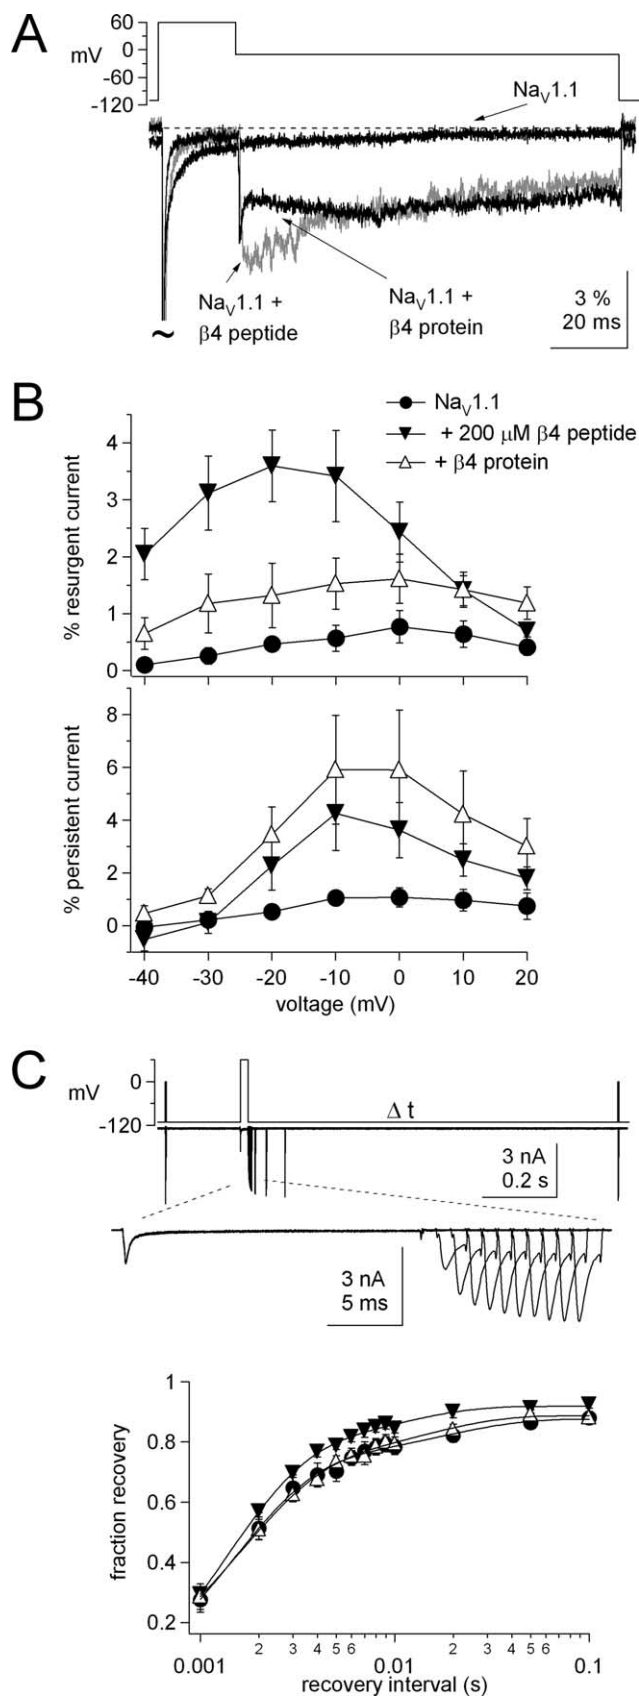 A
mV
60
0
-60
-120
Na_V1.1
Na_V1.1 +
β4 peptide
Na_V1.1 +
β4 protein
3 %
20 ms
~
B
Na_V1.1
+ 200 μM β4 peptide
+ β4 protein
% resurgent current
4
3
2
1
0
% persistent current
8
6
4
2
0
-40 -30 -20 -10 0 10 20
voltage (mV)
C
mV
0
-120
Δ t
3 nA
0.2 s
3 nA
5 ms
fraction recovery
1
0.8
0.6
0.4
0.2
0.001 2 3 4 5 6 0.01 2 3 4 5 6 0.1
recovery interval (s)